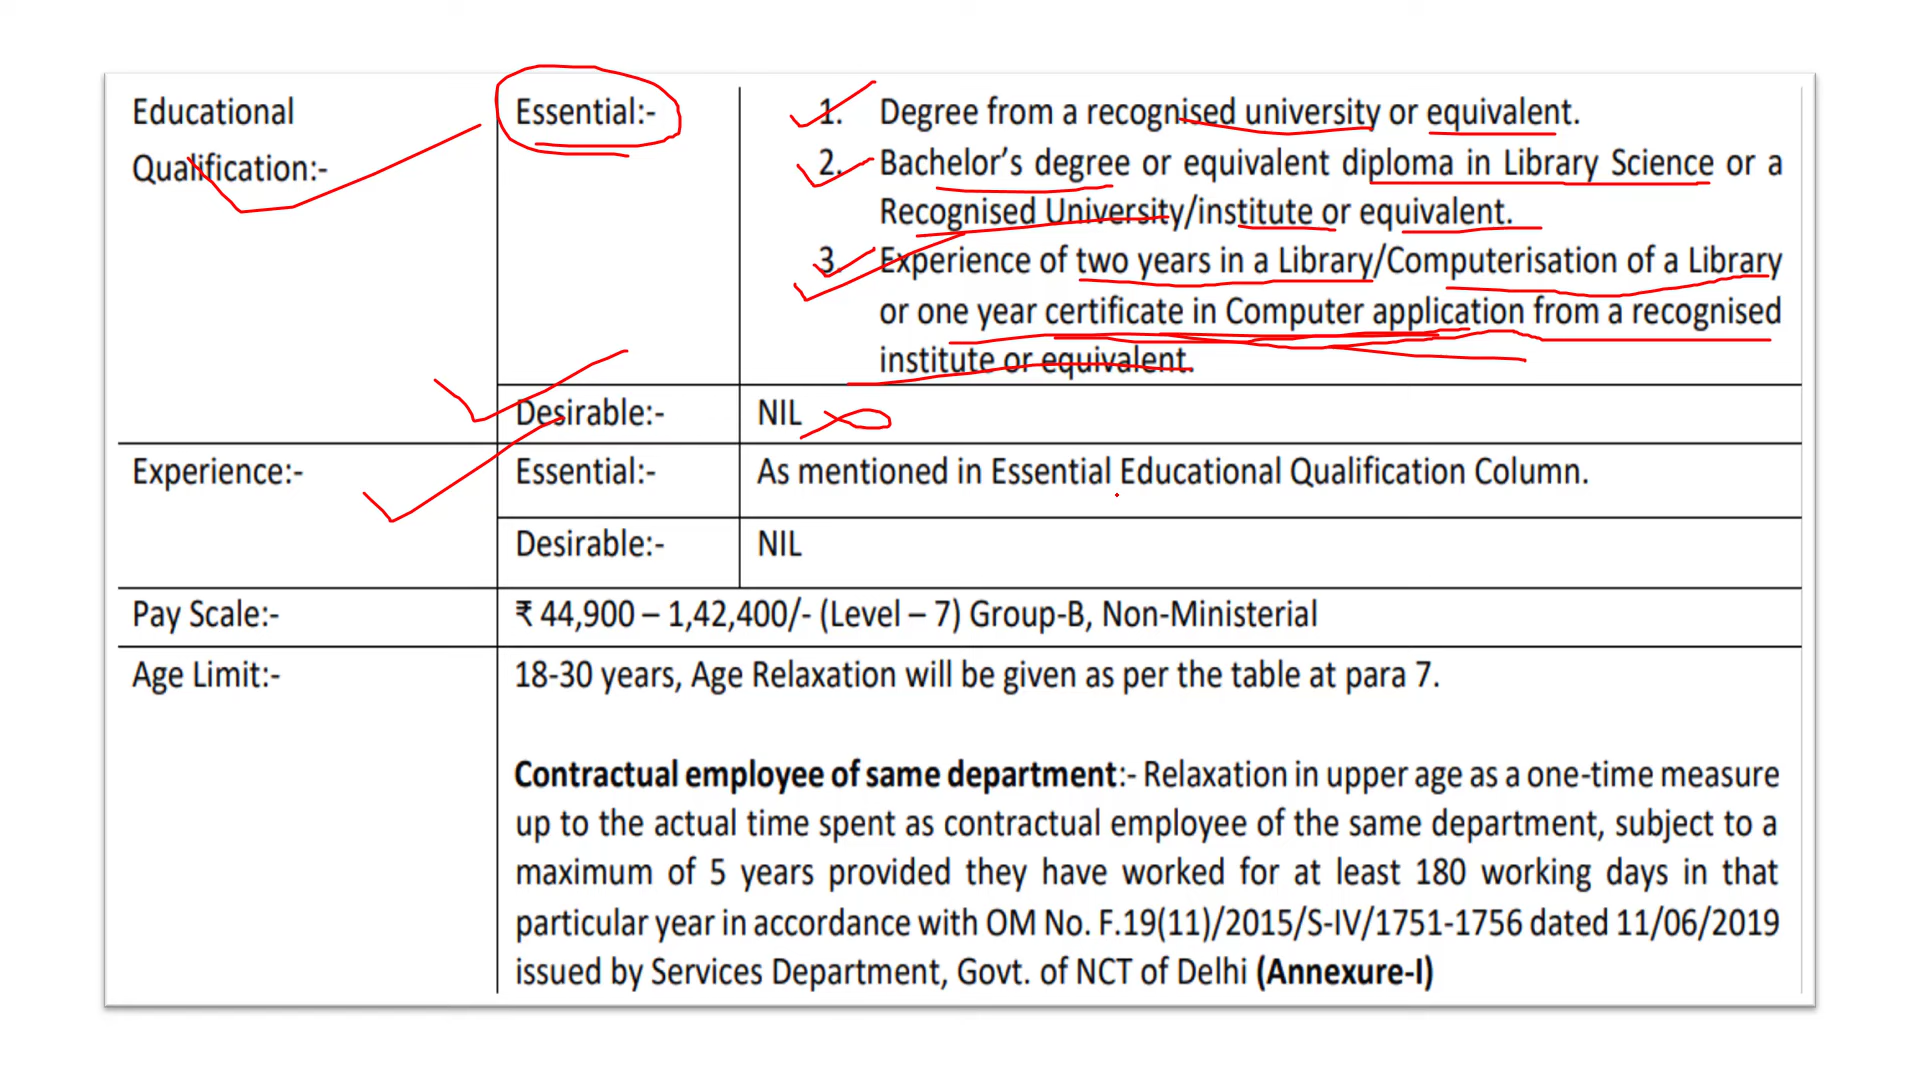 Educational
Qualification:-
Essential:-
1. Degree from a recognised university or equivalent.
2. Bachelor’s degree or equivalent diploma in Library Science or a
Recognised University/institute or equivalent.
3. Experience of two years in a Library/Computerisation of a Library
or one year certificate in Computer application from a recognised
institute or equivalent.
Desirable:- NIL
Experience:- Essential:- As mentioned in Essential Educational Qualification Column.
Desirable:- NIL
Pay Scale:- ₹ 44,900 – 1,42,400/- (Level – 7) Group-B, Non-Ministerial
Age Limit:- 18-30 years, Age Relaxation will be given as per the table at para 7.
Contractual employee of same department:- Relaxation in upper age as a one-time measure
up to the actual time spent as contractual employee of the same department, subject to a
maximum of 5 years provided they have worked for at least 180 working days in that
particular year in accordance with OM No. F.19(11)/2015/S-IV/1751-1756 dated 11/06/2019
issued by Services Department, Govt. of NCT of Delhi (Annexure-I)